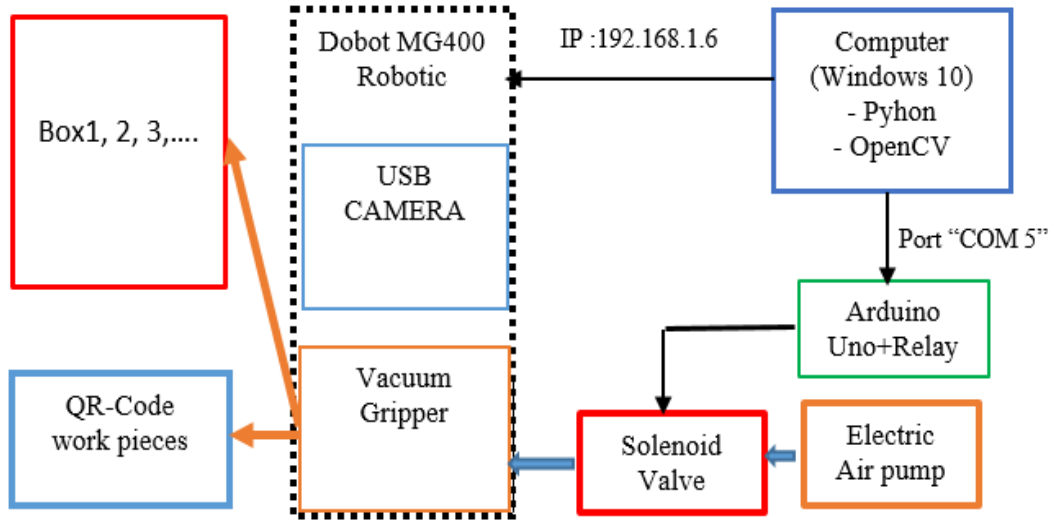 Box1, 2, 3,....
QR-Code
work pieces
Dobot MG400
Robotic
USB
CAMERA
Vacuum
Gripper
IP :192.168.1.6
Computer
(Windows 10)
- Pyhon
- OpenCV
Port “COM 5”
Arduino
Uno+Relay
Solenoid
Valve
Electric
Air pump